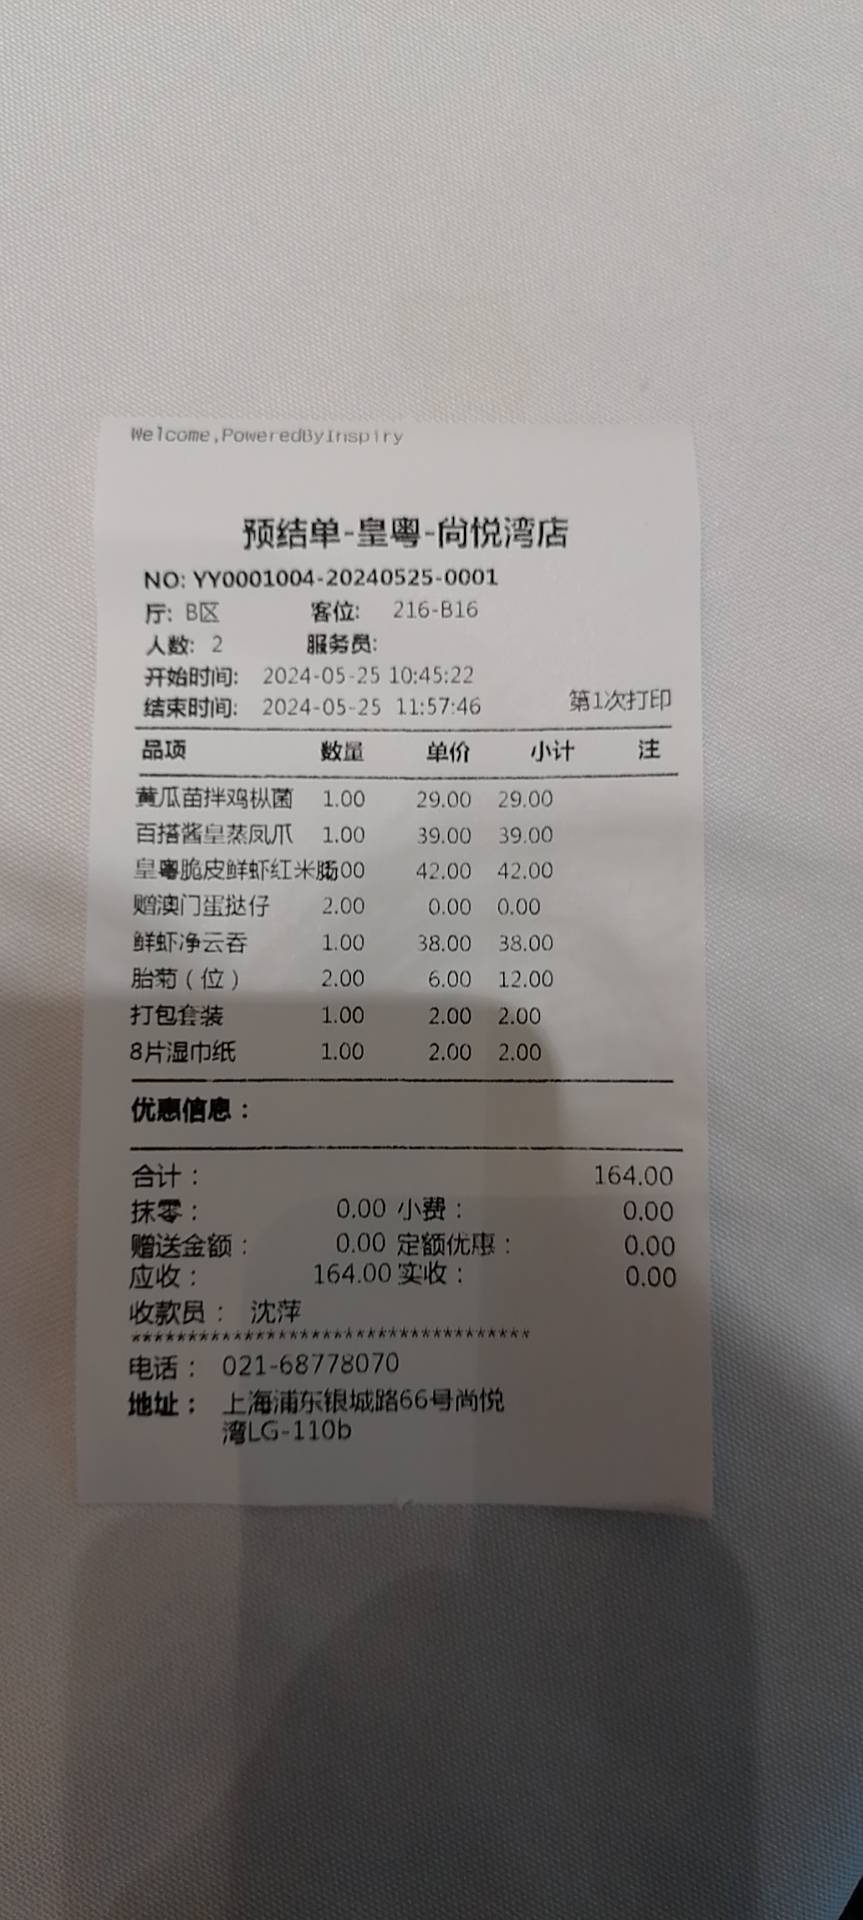 Welcome,PoweredByInspiry
预结单-皇粤-尚悦湾店
NO: YY0001004-20240525-0001
厅: B区 客位: 216-B16
人数: 2 服务员:
开始时间: 2024-05-25 10:45:22
结束时间: 2024-05-25 11:57:46 第1次打印
品项 数量 单价 小计 注
黄瓜苗拌鸡枞菌 1.00 29.00 29.00
百搭酱皇蒸凤爪 1.00 39.00 39.00
皇粤脆皮鲜虾红米肠 00 42.00 42.00
赠澳门蛋挞仔 2.00 0.00 0.00
鲜虾净云吞 1.00 38.00 38.00
胎菊(位) 2.00 6.00 12.00
打包套装 1.00 2.00 2.00
8片湿巾纸 1.00 2.00 2.00
优惠信息:
合计: 164.00
抹零: 0.00 小费: 0.00
赠送金额: 0.00 定额优惠: 0.00
应收: 164.00 实收: 0.00
收款员: 沈萍
***********************************
电话: 021-68778070
地址: 上海浦东银城路66号尚悦
湾LG-110b